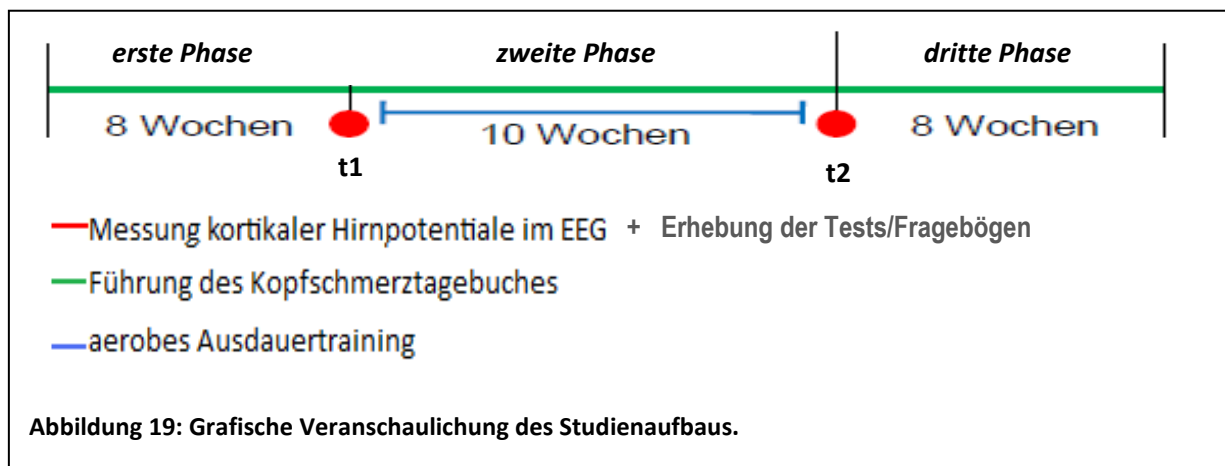 erste Phase zweite Phase dritte Phase
8 Wochen 10 Wochen 8 Wochen
t1 t2
Messung kortikaler Hirnpotentiale im EEG + Erhebung der Tests/Fragebögen
Führung des Kopfschmerztagebuches
aerobes Ausdauertraining
Abbildung 19: Grafische Veranschaulichung des Studienaufbaus.